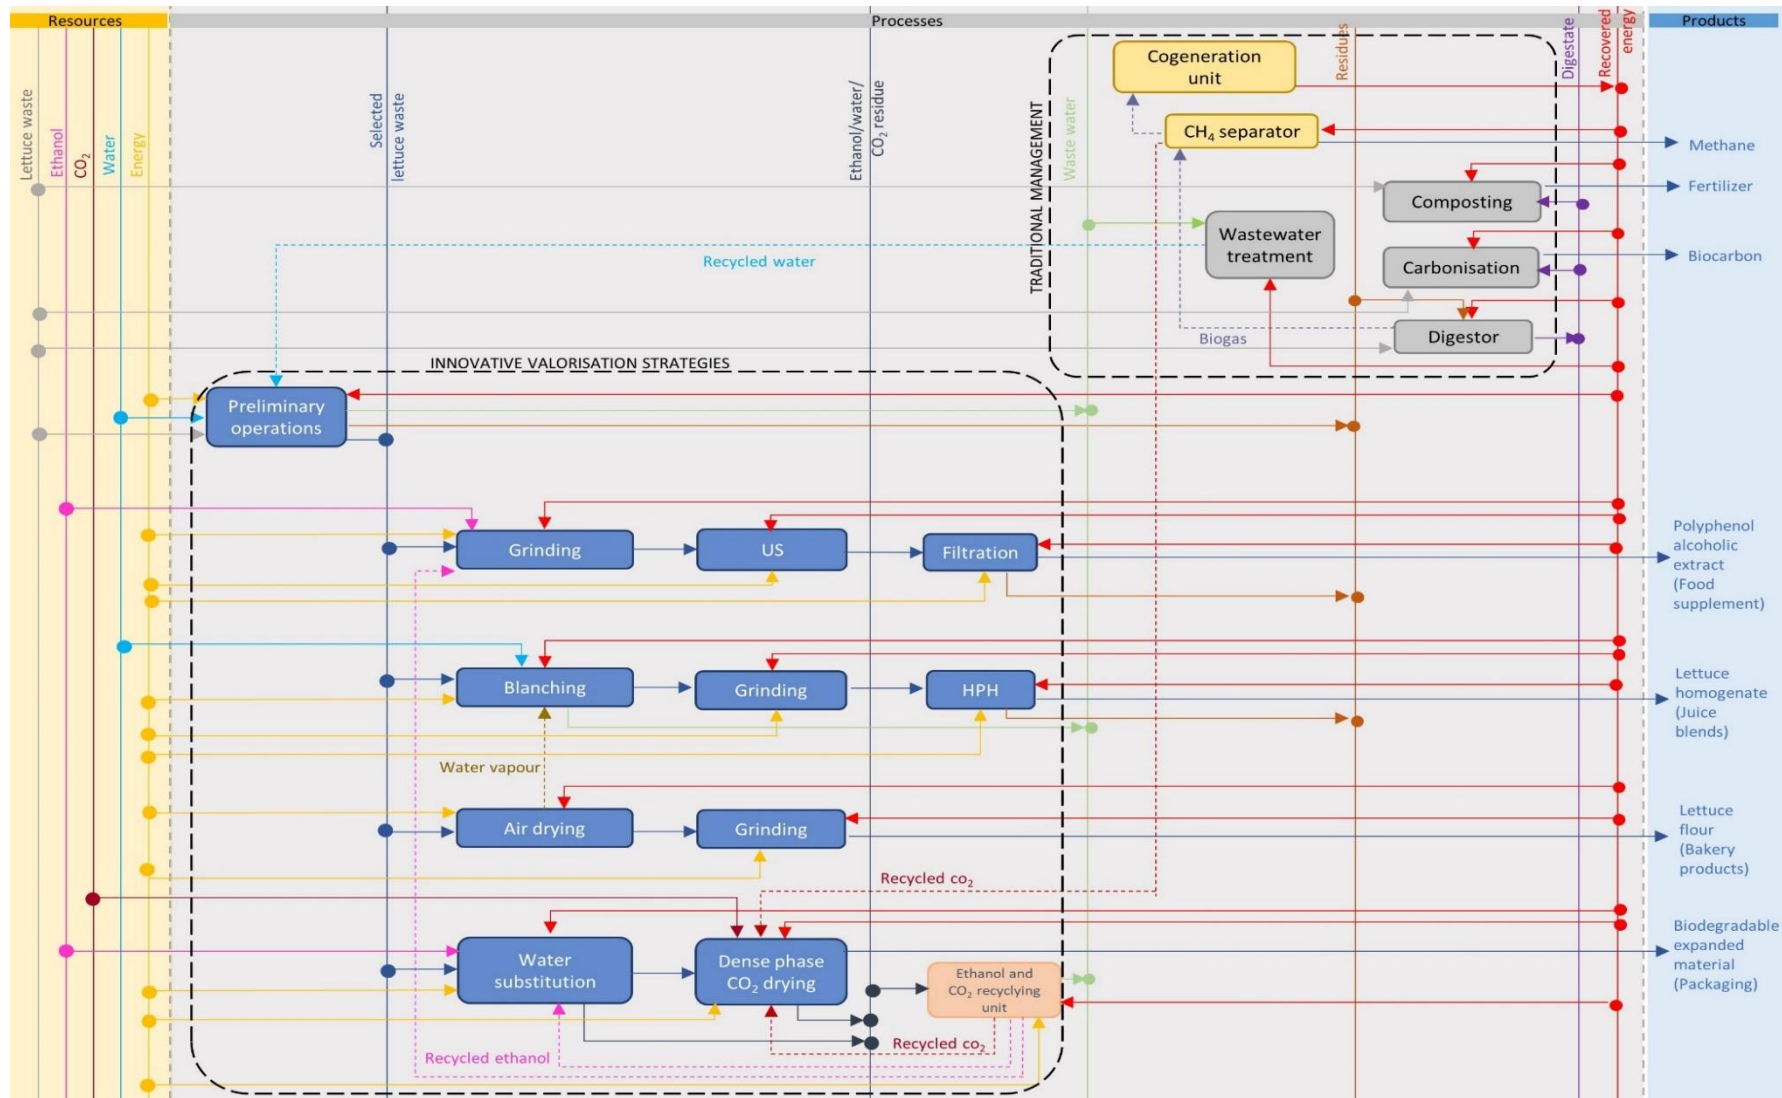 Resources
Processes
Products
Lettuce waste
Ethanol
CO₂
Water
Energy
Selected
lettuce waste
Ethanol/water/
CO₂ residue
Waste water
Residues
Digestate
Recovered
energy
TRADITIONAL MANAGEMENT
Cogeneration
unit
CH₄ separator
Methane
Composting
Fertilizer
Wastewater
treatment
Carbonisation
Biocarbon
Recycled water
Biogas
Digestor
INNOVATIVE VALORISATION STRATEGIES
Preliminary
operations
Grinding
US
Filtration
Polyphenol
alcoholic
extract
(Food
supplement)
Blanching
Grinding
HPH
Lettuce
homogenate
(Juice
blends)
Water vapour
Air drying
Grinding
Lettuce
flour
(Bakery
products)
Recycled co₂
Water
substitution
Dense phase
CO₂ drying
Ethanol and
CO₂ recyclying
unit
Biodegradable
expanded
material
(Packaging)
Recycled co₂
Recycled ethanol